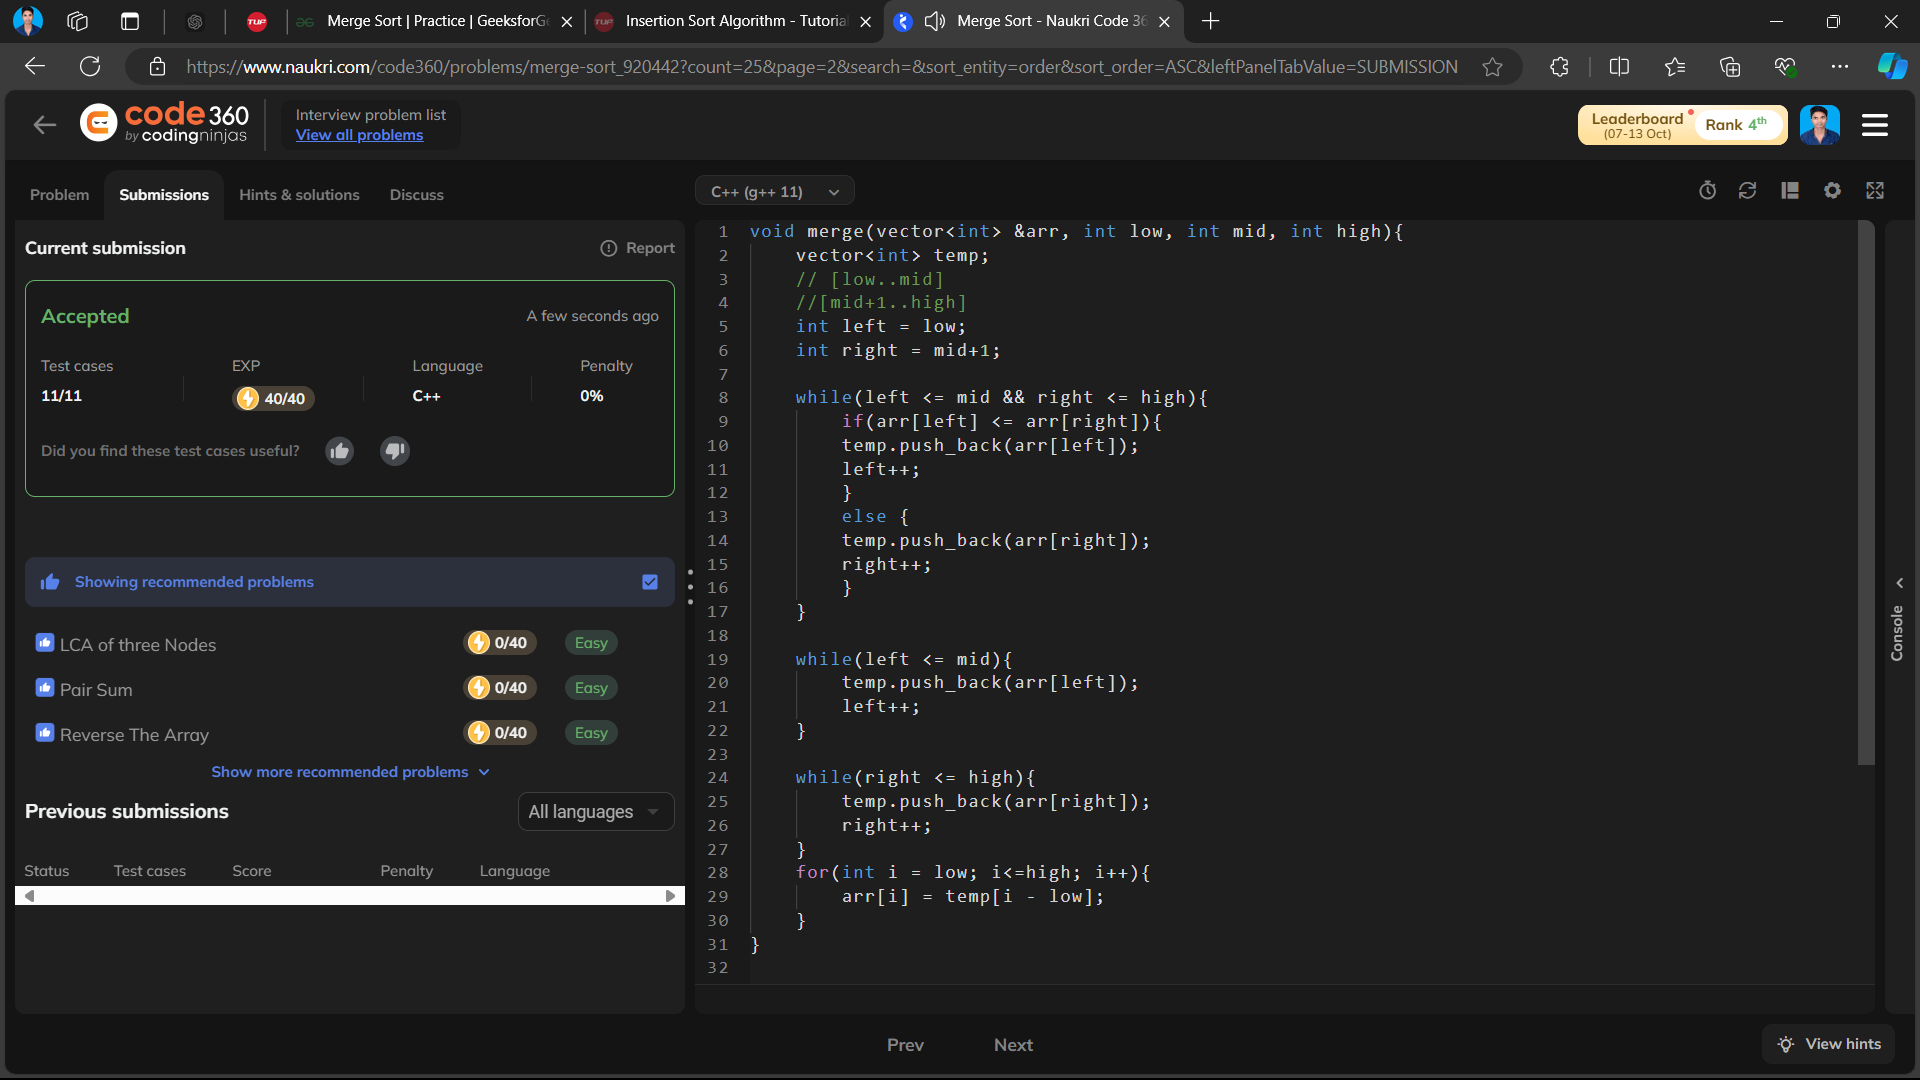 TUF
Merge Sort | Practice | GeeksforG
TUF
Insertion Sort Algorithm - Tutoria
Merge Sort - Naukri Code 36
https://www.naukri.com/code360/problems/merge-sort_920442?count=25&page=2&search=&sort_entity=order&sort_order=ASC&leftPanelTabValue=SUBMISSION
code 360
by codingninjas
Interview problem list
View all problems
Leaderboard
(07-13 Oct)
Rank 4th
Problem
Submissions
Hints & solutions
Discuss
C++ (g++ 11)
Current submission
Report
Accepted
A few seconds ago
Test cases
EXP
Language
Penalty
11/11
40/40
C++
0%
Did you find these test cases useful?
Showing recommended problems
LCA of three Nodes
0/40
Easy
Pair Sum
0/40
Easy
Reverse The Array
0/40
Easy
Show more recommended problems
Previous submissions
All languages
Status
Test cases
Score
Penalty
Language
1 void merge(vector<int> &arr, int low, int mid, int high){
2     vector<int> temp;
3     // [low..mid]
4     //[mid+1..high]
5     int left = low;
6     int right = mid+1;
7
8     while(left <= mid && right <= high){
9         if(arr[left] <= arr[right]){
10         temp.push_back(arr[left]);
11         left++;
12         }
13         else {
14         temp.push_back(arr[right]);
15         right++;
16         }
17     }
18
19     while(left <= mid){
20         temp.push_back(arr[left]);
21         left++;
22     }
23
24     while(right <= high){
25         temp.push_back(arr[right]);
26         right++;
27     }
28     for(int i = low; i<=high; i++){
29         arr[i] = temp[i - low];
30     }
31 }
32
Console
Prev
Next
View hints